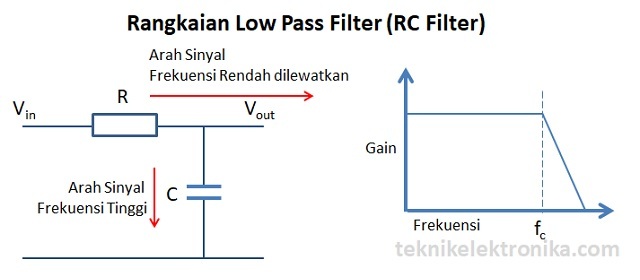 Rangkaian Low Pass Filter (RC Filter)
Arah Sinyal
Frekuensi Rendah dilewatkan
R
Vin
Vout
Arah Sinyal
Frekuensi Tinggi
C
Gain
Frekuensi
fc
teknikelektronika.com